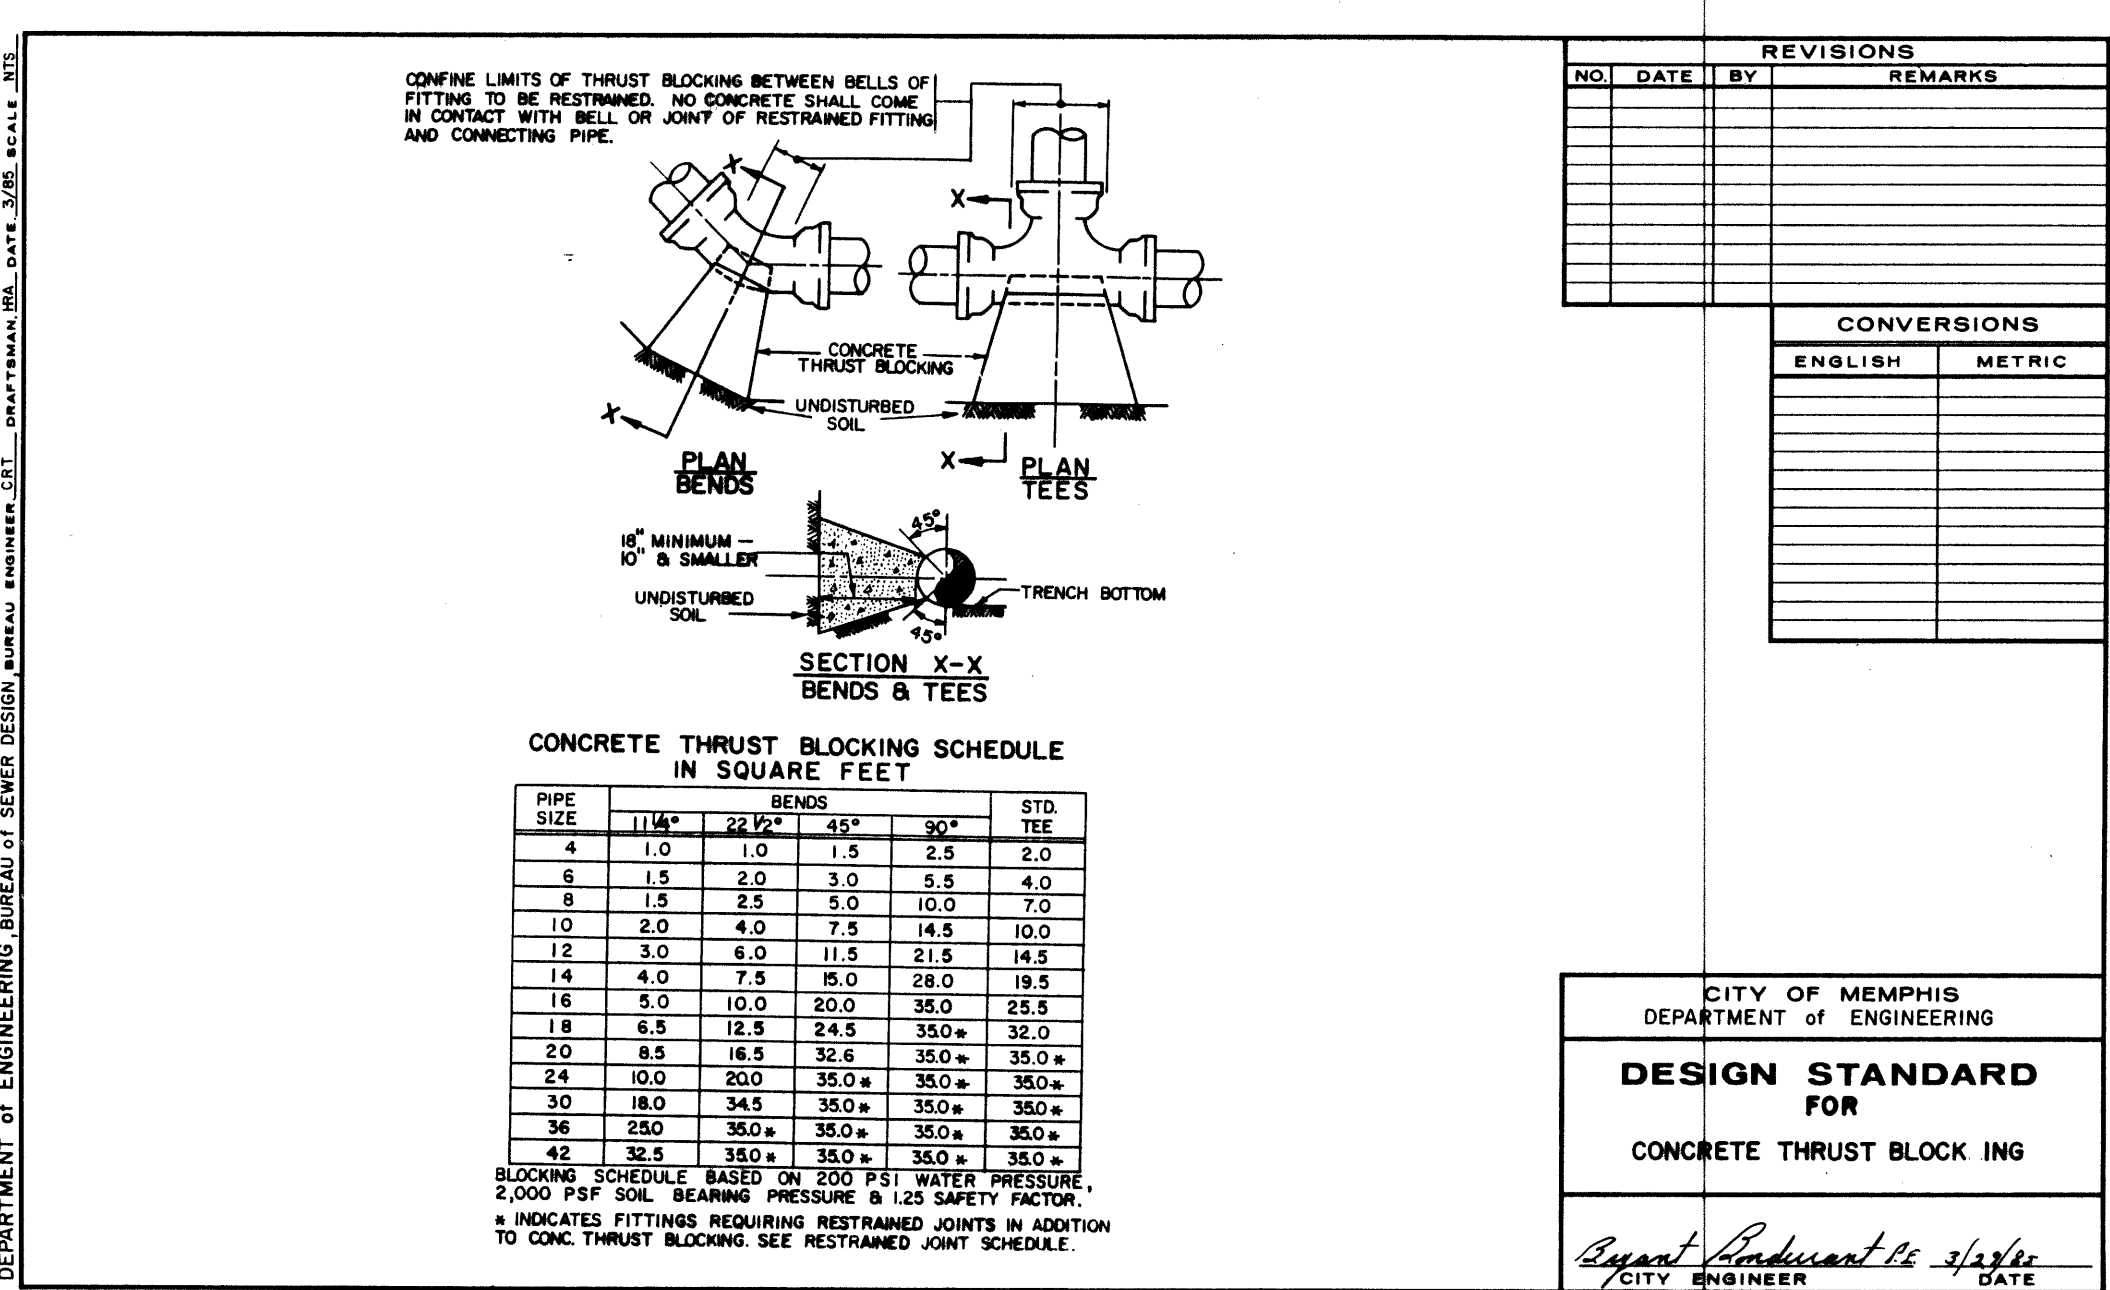 DEPARTMENT of ENGINEERING, BUREAU of SEWER DESIGN, BUREAU ENGINEER CRT DRAFTSMAN HRA DATE 3/85 SCALE NTS
CONFINE LIMITS OF THRUST BLOCKING BETWEEN BELLS OF
FITTING TO BE RESTRAINED. NO CONCRETE SHALL COME
IN CONTACT WITH BELL OR JOINT OF RESTRAINED FITTING
AND CONNECTING PIPE.
X
X
CONCRETE
THRUST BLOCKING
UNDISTURBED
SOIL
X
X
PLAN
BENDS
PLAN
TEES
45°
18" MINIMUM –
10" & SMALLER
UNDISTURBED
SOIL
TRENCH BOTTOM
45°
SECTION X-X
BENDS & TEES
CONCRETE THRUST BLOCKING SCHEDULE
IN SQUARE FEET
PIPE SIZE BENDS STD. TEE
11 1/4° 22 1/2° 45° 90°
4 1.0 1.0 1.5 2.5 2.0
6 1.5 2.0 3.0 5.5 4.0
8 1.5 2.5 5.0 10.0 7.0
10 2.0 4.0 7.5 14.5 10.0
12 3.0 6.0 11.5 21.5 14.5
14 4.0 7.5 15.0 28.0 19.5
16 5.0 10.0 20.0 35.0 25.5
18 6.5 12.5 24.5 35.0* 32.0
20 8.5 16.5 32.6 35.0* 35.0*
24 10.0 20.0 35.0* 35.0* 35.0*
30 18.0 34.5 35.0* 35.0* 35.0*
36 25.0 35.0* 35.0* 35.0* 35.0*
42 32.5 35.0* 35.0* 35.0* 35.0*
BLOCKING SCHEDULE BASED ON 200 PSI WATER PRESSURE,
2,000 PSF SOIL BEARING PRESSURE & 1.25 SAFETY FACTOR.
* INDICATES FITTINGS REQUIRING RESTRAINED JOINTS IN ADDITION
TO CONC. THRUST BLOCKING. SEE RESTRAINED JOINT SCHEDULE.
REVISIONS
NO. DATE BY REMARKS
CONVERSIONS
ENGLISH METRIC
CITY OF MEMPHIS
DEPARTMENT of ENGINEERING
DESIGN STANDARD
FOR
CONCRETE THRUST BLOCKING
Bryant Bondurant P.E. 3/29/85
CITY ENGINEER DATE